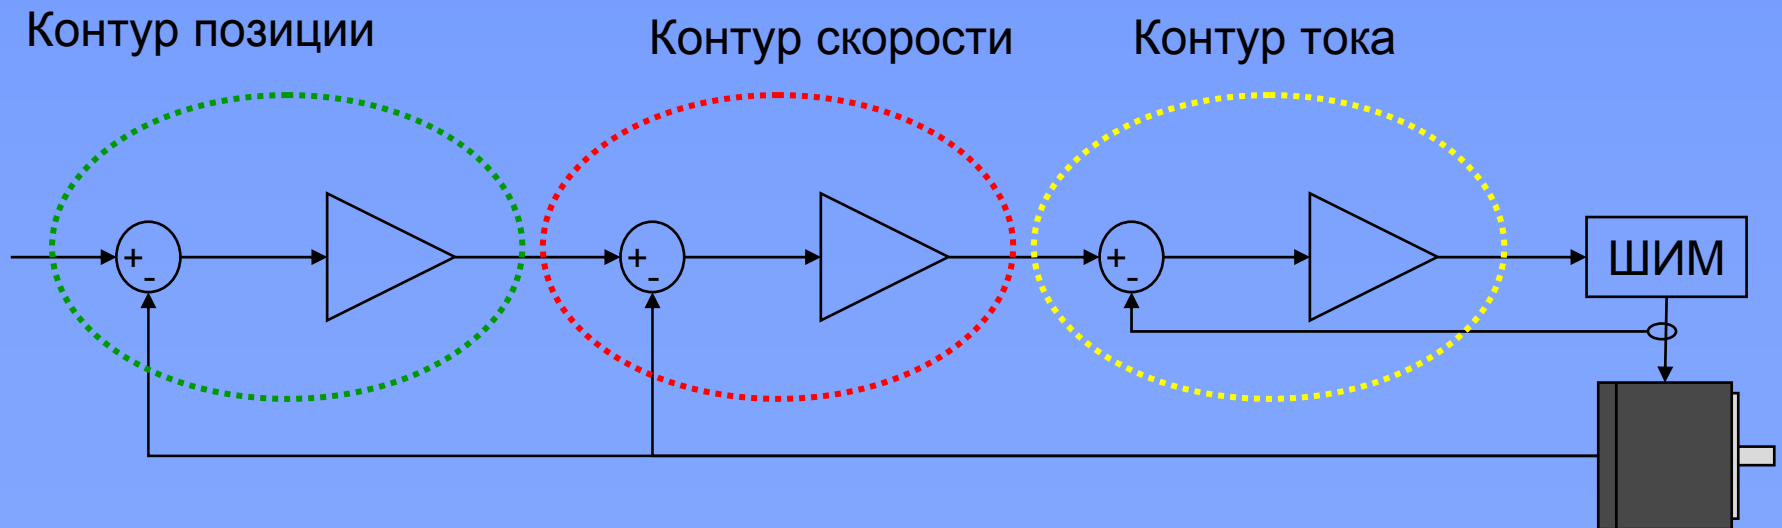 Контур позиции
Контур скорости
Контур тока
+
-
+
-
+
-
ШИМ